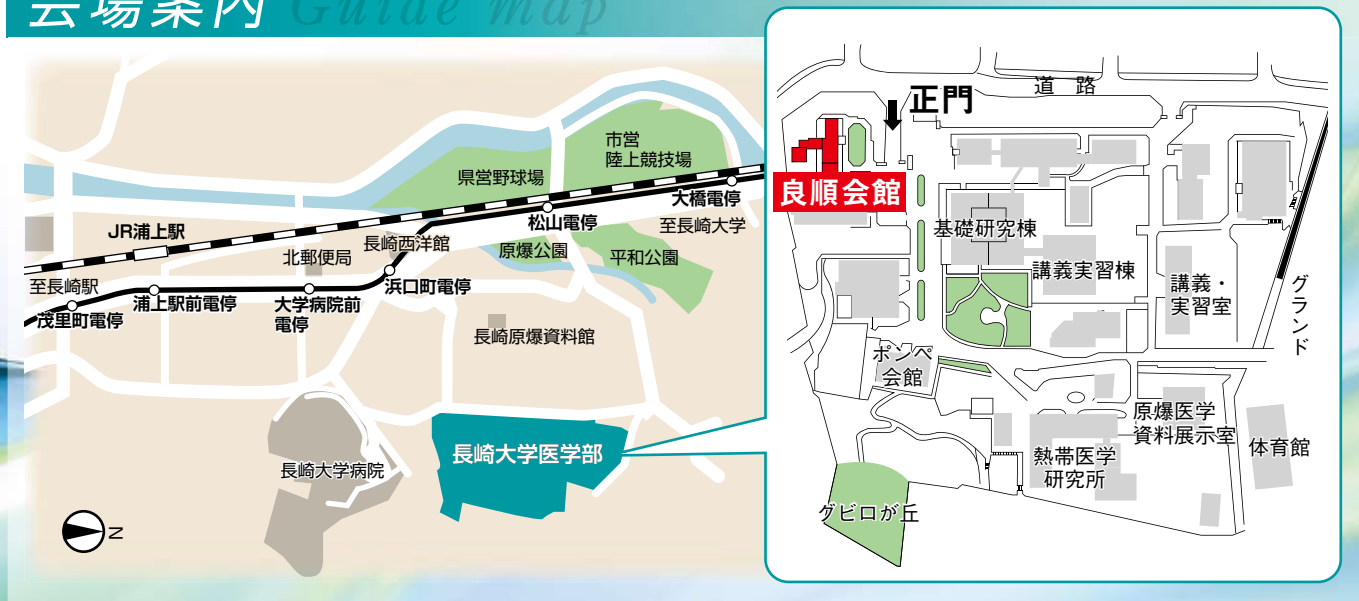 会場案内 Guide map
市営
陸上競技場
県営野球場
大橋電停
松山電停
至長崎大学
JR浦上駅
長崎西洋館
原爆公園
平和公園
北郵便局
至長崎駅
浜口町電停
浦上駅前電停
大学病院前
電停
茂里町電停
長崎原爆資料館
長崎大学医学部
長崎大学病院
N
道 路
正門
良順会館
基礎研究棟
講義実習棟
講義・
実習室
グランド
ポンペ
会館
原爆医学
資料展示室
体育館
熱帯医学
研究所
グビロが丘